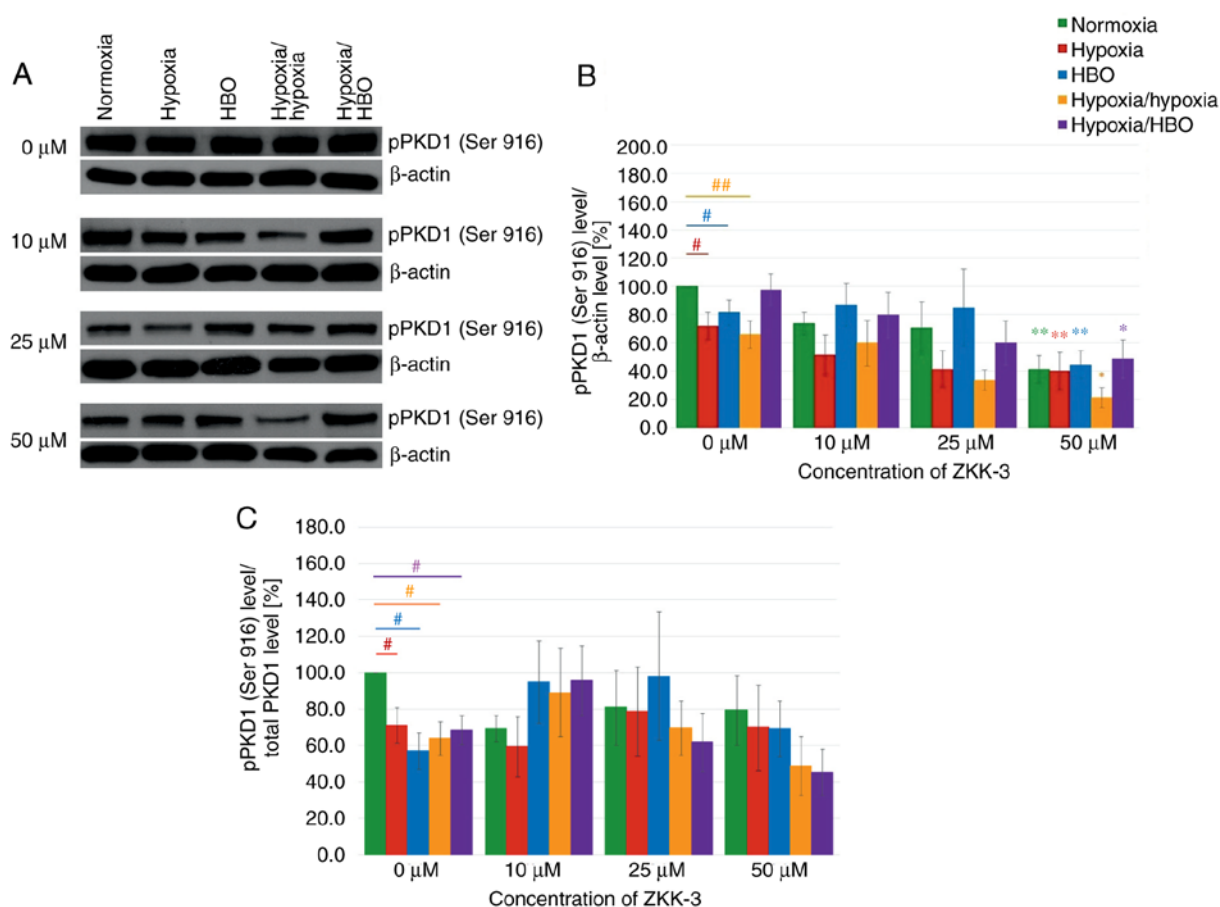 A
Normoxia
Hypoxia
HBO
Hypoxia/
hypoxia
Hypoxia/
HBO
0 μM
pPKD1 (Ser 916)
β-actin
10 μM
pPKD1 (Ser 916)
β-actin
25 μM
pPKD1 (Ser 916)
β-actin
50 μM
pPKD1 (Ser 916)
β-actin
B
Normoxia
Hypoxia
HBO
Hypoxia/hypoxia
Hypoxia/HBO
pPKD1 (Ser 916) level/
β-actin level [%]
200.0
180.0
160.0
140.0
120.0
100.0
80.0
60.0
40.0
20.0
0.0
##
#
#
** ** ** * *
0 μM 10 μM 25 μM 50 μM
Concentration of ZKK-3
C
pPKD1 (Ser 916) level/
total PKD1 level [%]
180.0
160.0
140.0
120.0
100.0
80.0
60.0
40.0
20.0
0.0
#
#
#
#
0 μM 10 μM 25 μM 50 μM
Concentration of ZKK-3